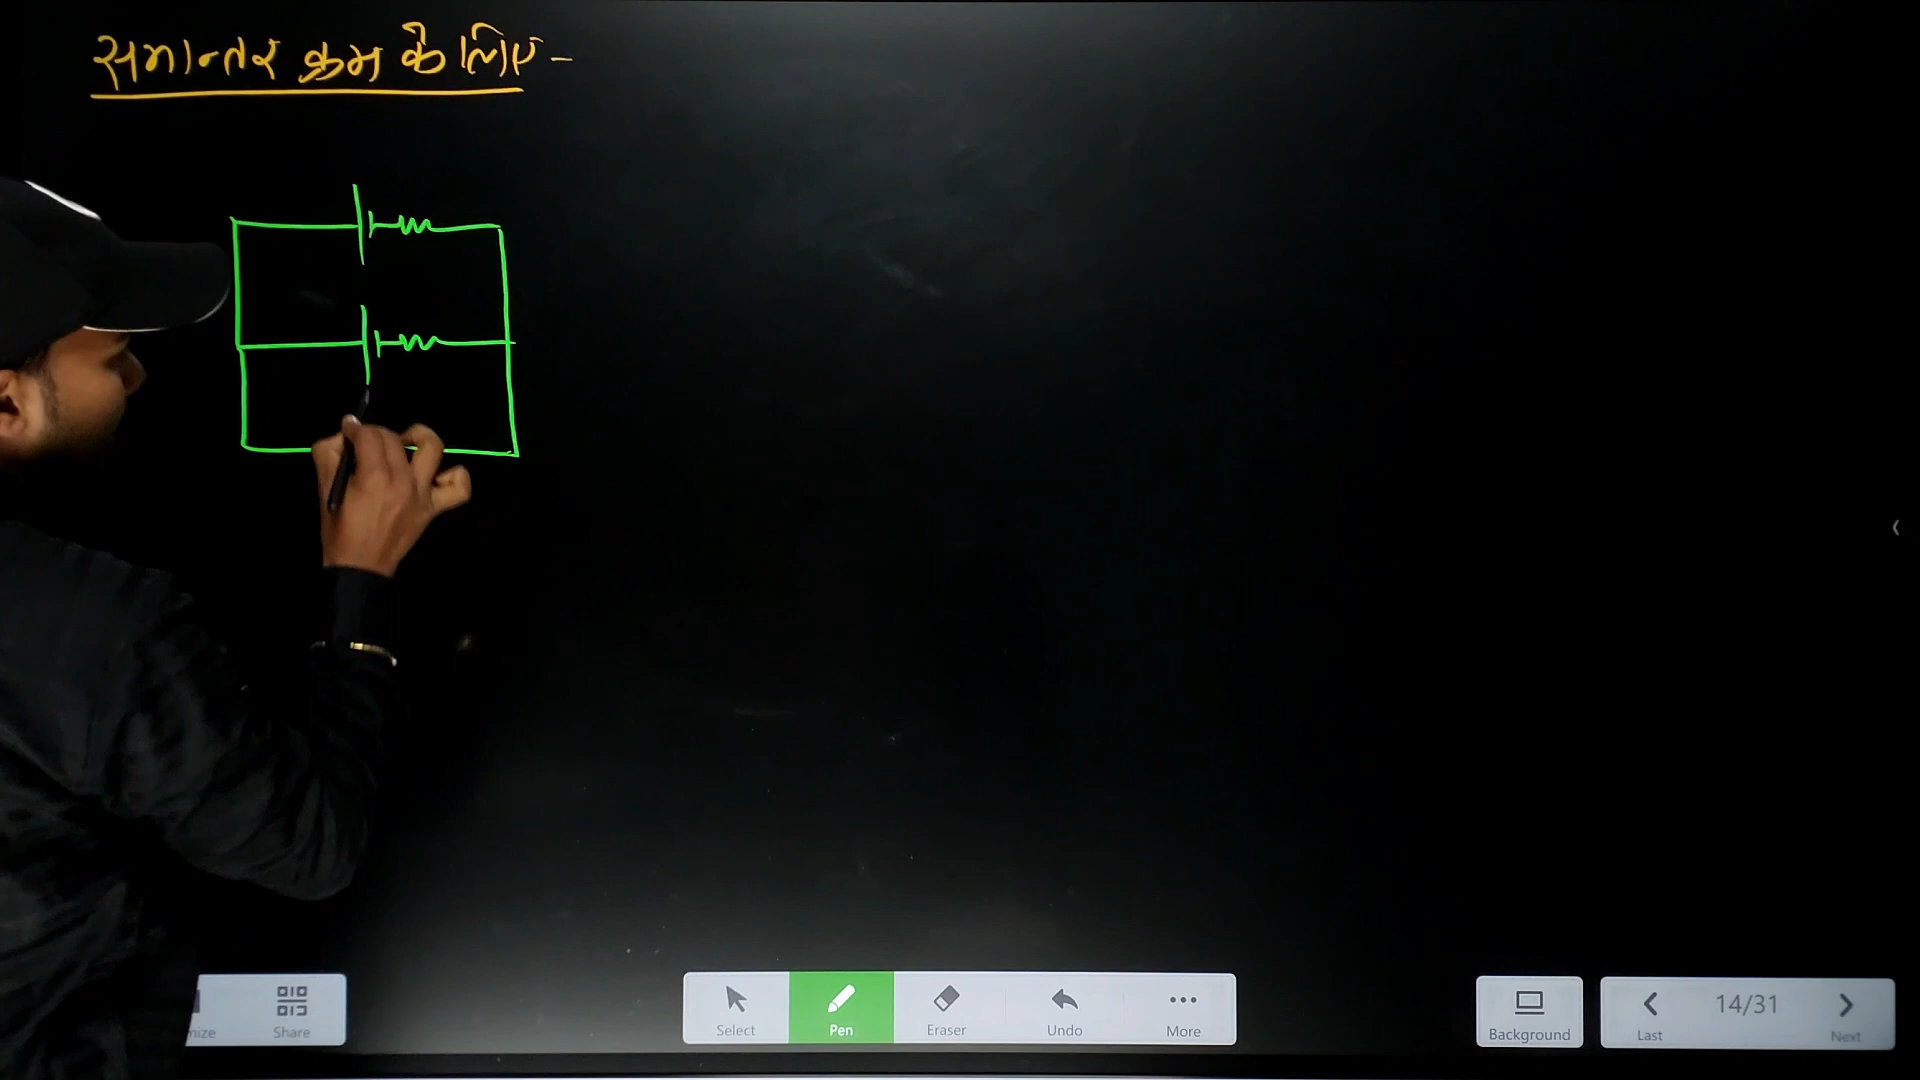 समान्तर क्रम के लिए -
Share
Select
Pen
Eraser
Undo
More
Background
Last
14/31
Next